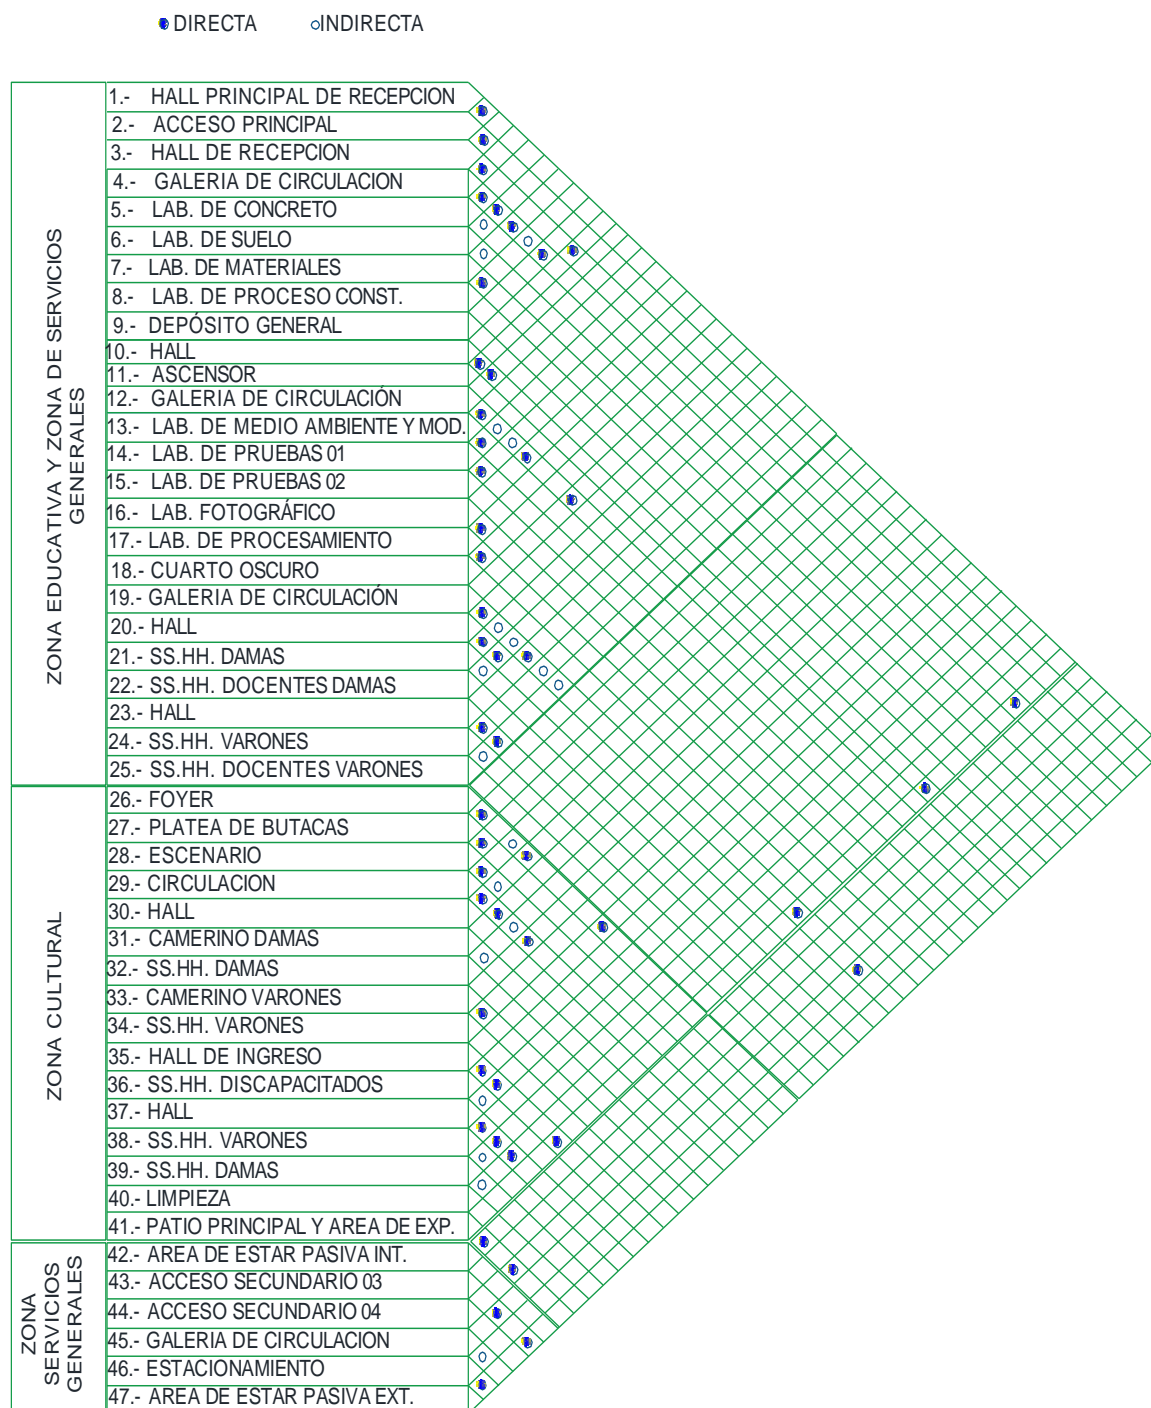 DIRECTA INDIRECTA
ZONA EDUCATIVA Y ZONA DE SERVICIOS
GENERALES
1.- HALL PRINCIPAL DE RECEPCION
2.- ACCESO PRINCIPAL
3.- HALL DE RECEPCION
4.- GALERIA DE CIRCULACION
5.- LAB. DE CONCRETO
6.- LAB. DE SUELO
7.- LAB. DE MATERIALES
8.- LAB. DE PROCESO CONST.
9.- DEPÓSITO GENERAL
10.- HALL
11.- ASCENSOR
12.- GALERIA DE CIRCULACIÓN
13.- LAB. DE MEDIO AMBIENTE Y MOD.
14.- LAB. DE PRUEBAS 01
15.- LAB. DE PRUEBAS 02
16.- LAB. FOTOGRÁFICO
17.- LAB. DE PROCESAMIENTO
18.- CUARTO OSCURO
19.- GALERIA DE CIRCULACIÓN
20.- HALL
21.- SS.HH. DAMAS
22.- SS.HH. DOCENTES DAMAS
23.- HALL
24.- SS.HH. VARONES
25.- SS.HH. DOCENTES VARONES
ZONA CULTURAL
26.- FOYER
27.- PLATEA DE BUTACAS
28.- ESCENARIO
29.- CIRCULACION
30.- HALL
31.- CAMERINO DAMAS
32.- SS.HH. DAMAS
33.- CAMERINO VARONES
34.- SS.HH. VARONES
35.- HALL DE INGRESO
36.- SS.HH. DISCAPACITADOS
37.- HALL
38.- SS.HH. VARONES
39.- SS.HH. DAMAS
40.- LIMPIEZA
41.- PATIO PRINCIPAL Y AREA DE EXP.
ZONA
SERVICIOS
GENERALES
42.- AREA DE ESTAR PASIVA INT.
43.- ACCESO SECUNDARIO 03
44.- ACCESO SECUNDARIO 04
45.- GALERIA DE CIRCULACION
46.- ESTACIONAMIENTO
47.- AREA DE ESTAR PASIVA EXT.